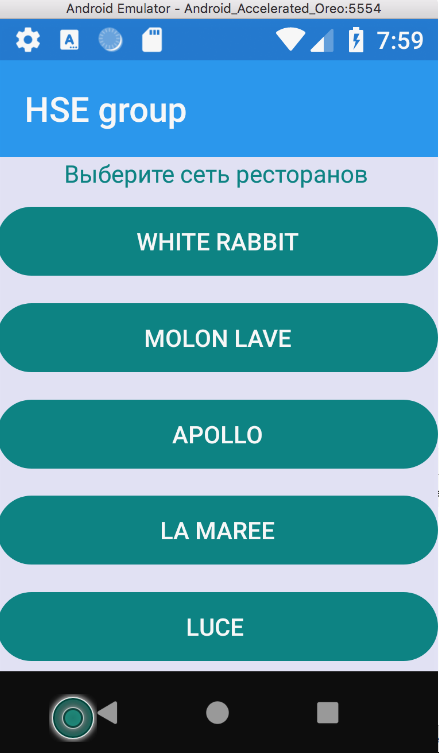 Android Emulator - Android_Accelerated_Oreo:5554
A
7:59
HSE group
Выберите сеть ресторанов
WHITE RABBIT
MOLON LAVE
APOLLO
LA MAREE
LUCE